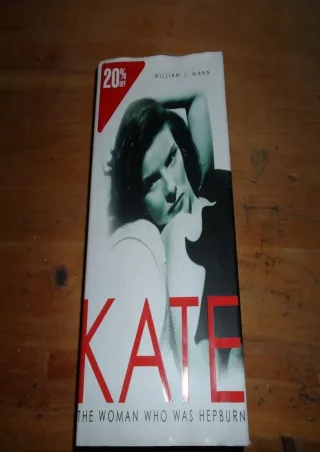 20%
OFF
WILLIAM J. MANN
KATE
THE WOMAN WHO WAS HEPBURN